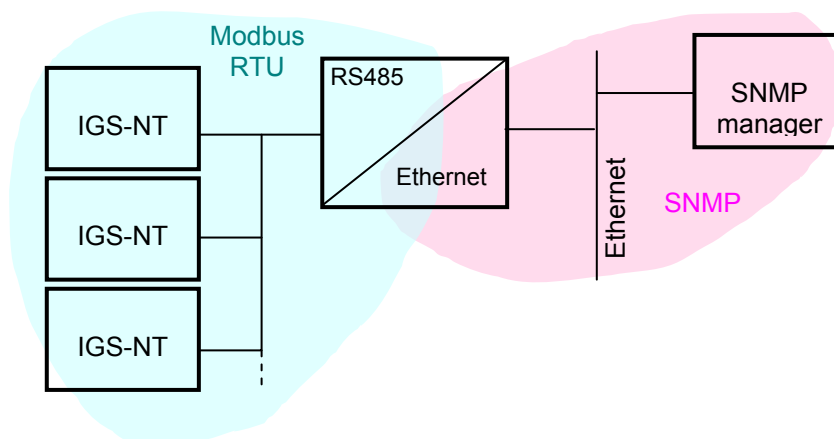 Modbus
RTU
IGS-NT
IGS-NT
IGS-NT
RS485
Ethernet
Ethernet
SNMP
manager
SNMP